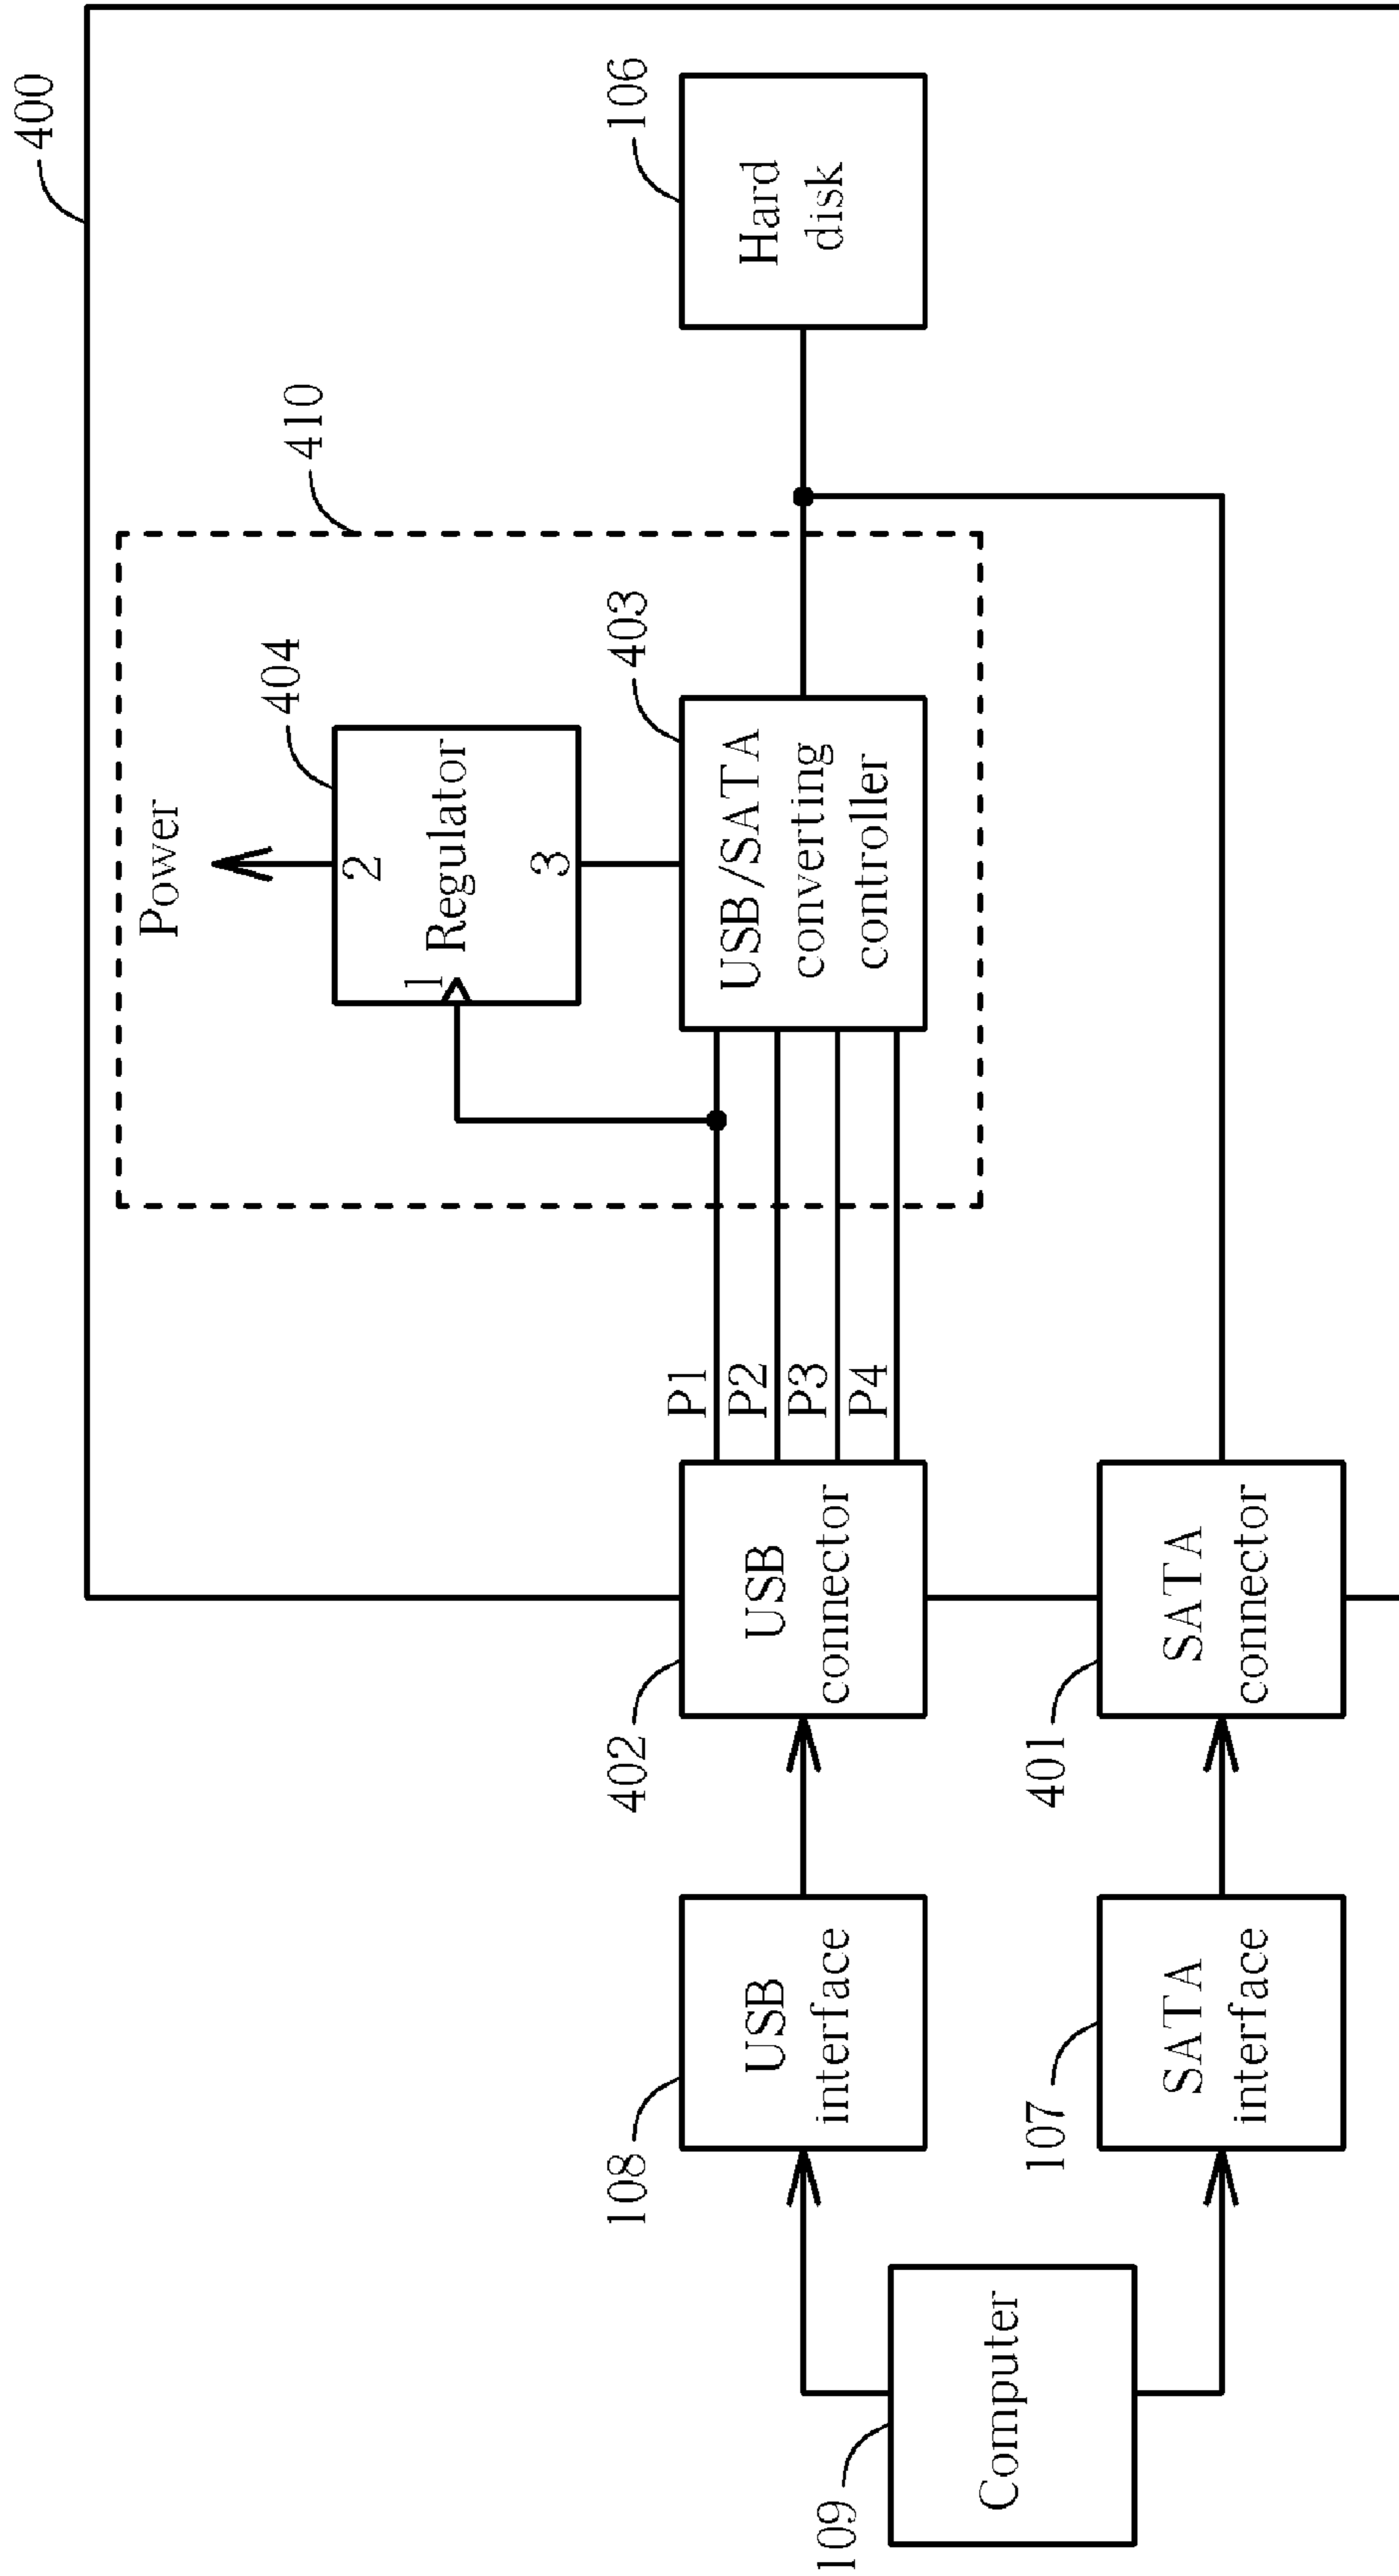 400
410
Power
404
2
1
Regulator
3
403
USB/SATA
converting
controller
106
Hard
disk
P1
P2
P3
P4
402
USB
connector
401
SATA
connector
108
USB
interface
107
SATA
interface
109
Computer